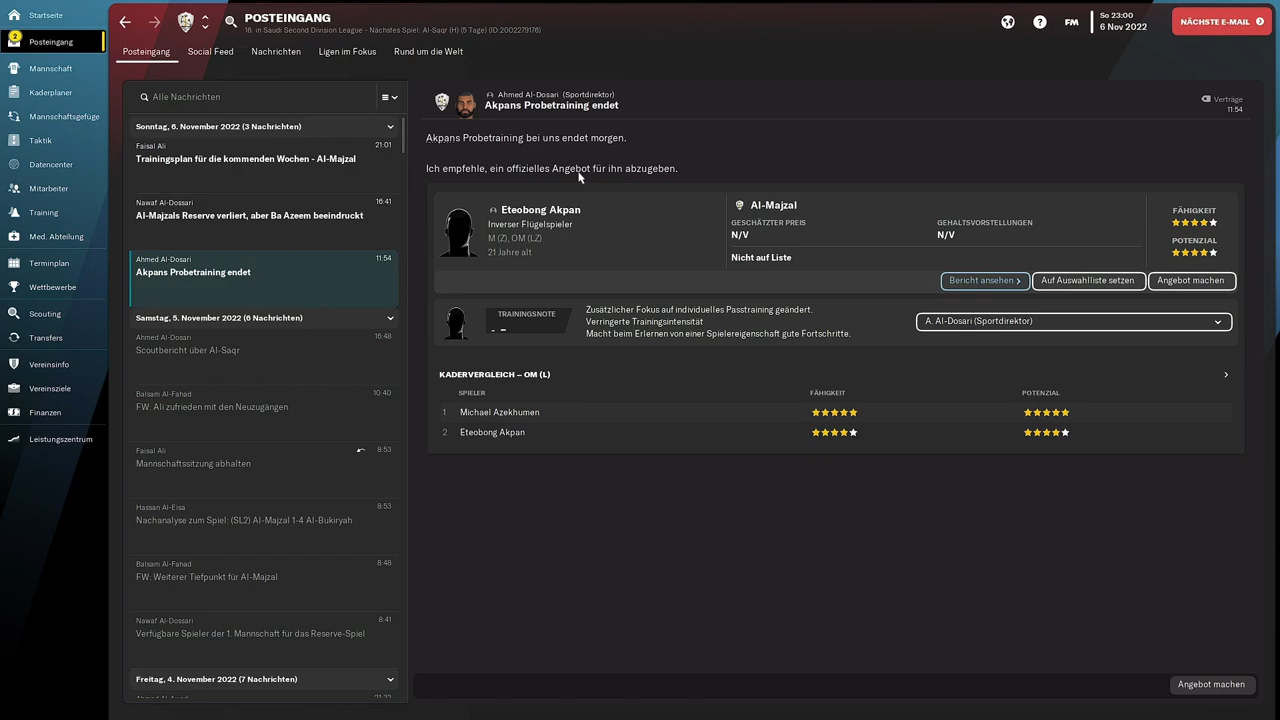 Startseite
2
Posteingang
Mannschaft
Kaderplaner
Mannschaftsgefüge
Taktik
Datencenter
Mitarbeiter
Training
Med. Abteilung
Terminplan
Wettbewerbe
Scouting
Transfers
Vereinsinfo
Vereinsziele
Finanzen
Leistungszentrum
POSTEINGANG
16. in Saudi Second Division League - Nächstes Spiel: Al-Saqr (H) (5 Tage) (ID:2002279176)
FM
So 23:00
6 Nov 2022
NÄCHSTE E-MAIL
Posteingang
Social Feed
Nachrichten
Ligen im Fokus
Rund um die Welt
Alle Nachrichten
Sonntag, 6. November 2022 (3 Nachrichten)
Faisal Ali 21:01
Trainingsplan für die kommenden Wochen - Al-Majzal
Nawaf Al-Dossari 16:41
Al-Majzals Reserve verliert, aber Ba Azeem beeindruckt
Ahmed Al-Dosari 11:54
Akpans Probetraining endet
Samstag, 5. November 2022 (6 Nachrichten)
Ahmed Al-Dosari 16:48
Scoutbericht über Al-Saqr
Balsam Al-Fahad 10:40
FW: Ali zufrieden mit den Neuzugängen
Faisal Ali 8:53
Mannschaftssitzung abhalten
Hassan Al-Eisa 8:53
Nachanalyse zum Spiel: (SL2) Al-Majzal 1-4 Al-Bukiryah
Balsam Al-Fahad 8:48
FW: Weiterer Tiefpunkt für Al-Majzal
Nawaf Al-Dossari 8:41
Verfügbare Spieler der 1. Mannschaft für das Reserve-Spiel
Freitag, 4. November 2022 (7 Nachrichten)
Ahmed Al-Dosari (Sportdirektor)
Akpans Probetraining endet
Verträge
11:54
Akpans Probetraining bei uns endet morgen.
Ich empfehle, ein offizielles Angebot für ihn abzugeben.
Eteobong Akpan
Inverser Flügelspieler
M (Z), OM (LZ)
21 Jahre alt
Al-Majzal
GESCHÄTZTER PREIS
N/V
GEHALTSVORSTELLUNGEN
N/V
Nicht auf Liste
FÄHIGKEIT
POTENZIAL
Bericht ansehen
Auf Auswahlliste setzen
Angebot machen
TRAININGSNOTE
- -
Zusätzlicher Fokus auf individuelles Passtraining geändert.
Verringerte Trainingsintensität
Macht beim Erlernen von einer Spielereigenschaft gute Fortschritte.
A. Al-Dosari (Sportdirektor)
KADERVERGLEICH – OM (L)
SPIELER FÄHIGKEIT POTENZIAL
1 Michael Azekhumen
2 Eteobong Akpan
Angebot machen